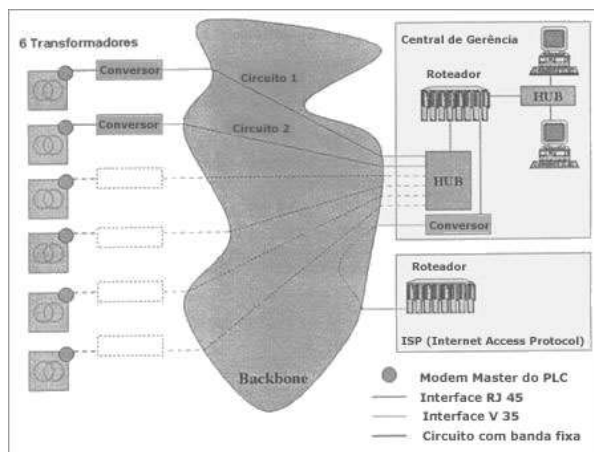 6 Transformadores
Conversor
Conversor
Circuito 1
Circuito 2
Backbone
Central de Gerência
Roteador
HUB
HUB
Conversor
Roteador
ISP (Internet Access Protocol)
Modem Master do PLC
Interface RJ 45
Interface V 35
Circuito com banda fixa